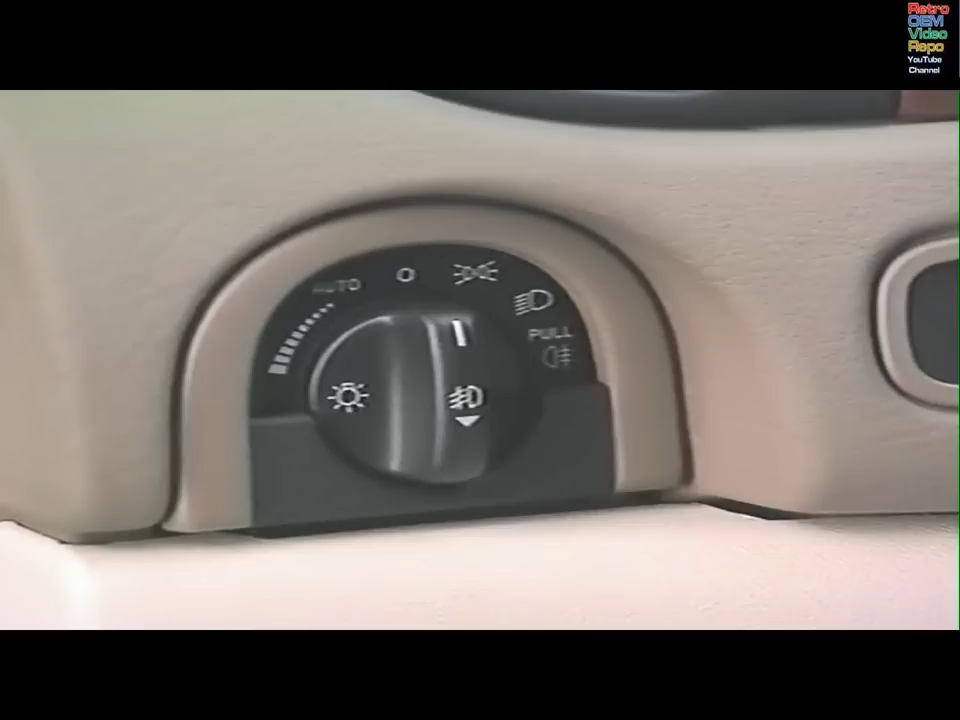 Retro
OEM
Video
Repo
YouTube
Channel
AUTO
O
PULL